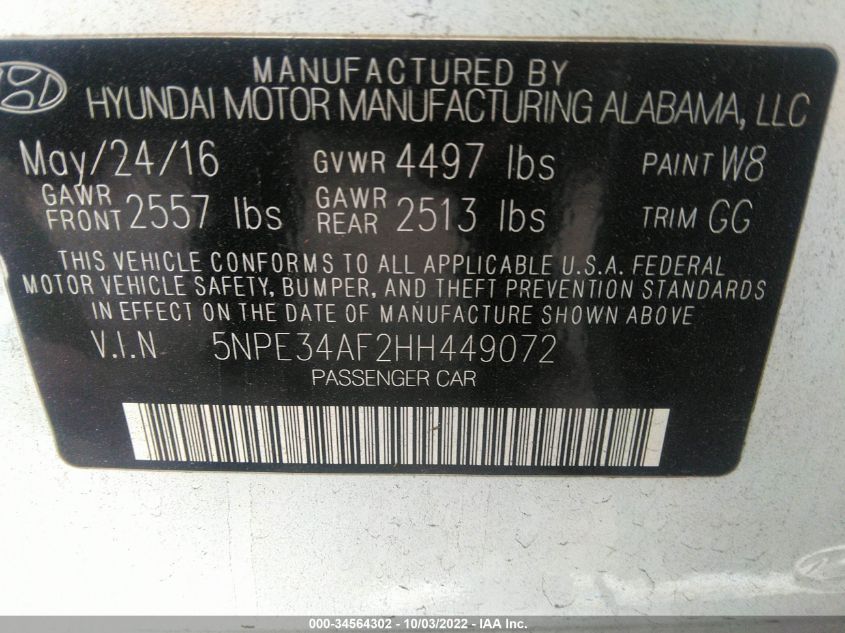 MANUFACTURED BY
HYUNDAI MOTOR MANUFACTURING ALABAMA, LLC
May/24/16 GVWR 4497 lbs PAINT W8
GAWR FRONT 2557 lbs GAWR REAR 2513 lbs TRIM GG
THIS VEHICLE CONFORMS TO ALL APPLICABLE U.S.A. FEDERAL
MOTOR VEHICLE SAFETY, BUMPER, AND THEFT PREVENTION STANDARDS
IN EFFECT ON THE DATE OF MANUFACTURE SHOWN ABOVE.
V.I.N 5NPE34AF2HH449072
PASSENGER CAR
000-34564302 - 10/03/2022 - IAA Inc.